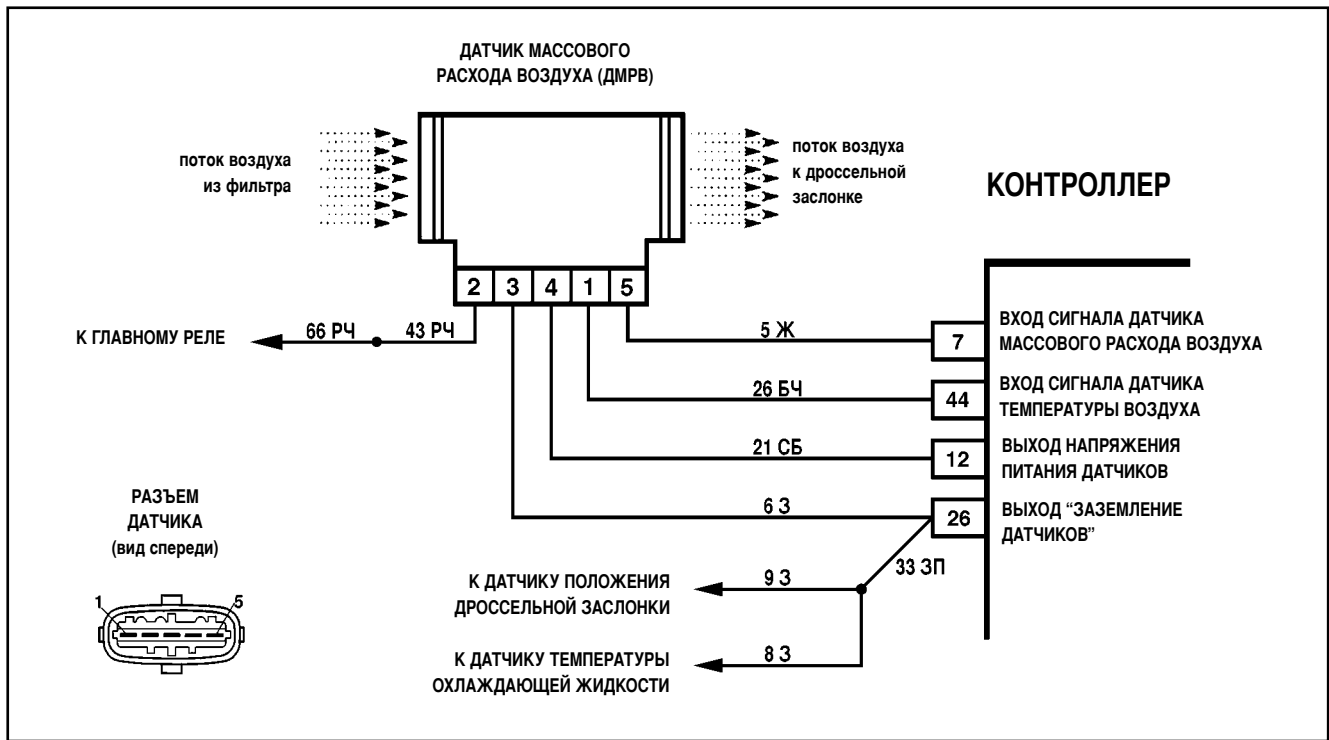 ДАТЧИК МАССОВОГО
РАСХОДА ВОЗДУХА (ДМРВ)
поток воздуха
из фильтра
поток воздуха
к дроссельной
заслонке
КОНТРОЛЛЕР
2 3 4 1 5
К ГЛАВНОМУ РЕЛЕ
66 РЧ
43 РЧ
5 Ж
7
ВХОД СИГНАЛА ДАТЧИКА
МАССОВОГО РАСХОДА ВОЗДУХА
26 БЧ
44
ВХОД СИГНАЛА ДАТЧИКА
ТЕМПЕРАТУРЫ ВОЗДУХА
21 СБ
12
ВЫХОД НАПРЯЖЕНИЯ
ПИТАНИЯ ДАТЧИКОВ
6 З
26
ВЫХОД “ЗАЗЕМЛЕНИЕ
ДАТЧИКОВ”
33 ЗП
РАЗЪЕМ
ДАТЧИКА
(вид спереди)
1
5
К ДАТЧИКУ ПОЛОЖЕНИЯ
ДРОССЕЛЬНОЙ ЗАСЛОНКИ
9 З
К ДАТЧИКУ ТЕМПЕРАТУРЫ
ОХЛАЖДАЮЩЕЙ ЖИДКОСТИ
8 З